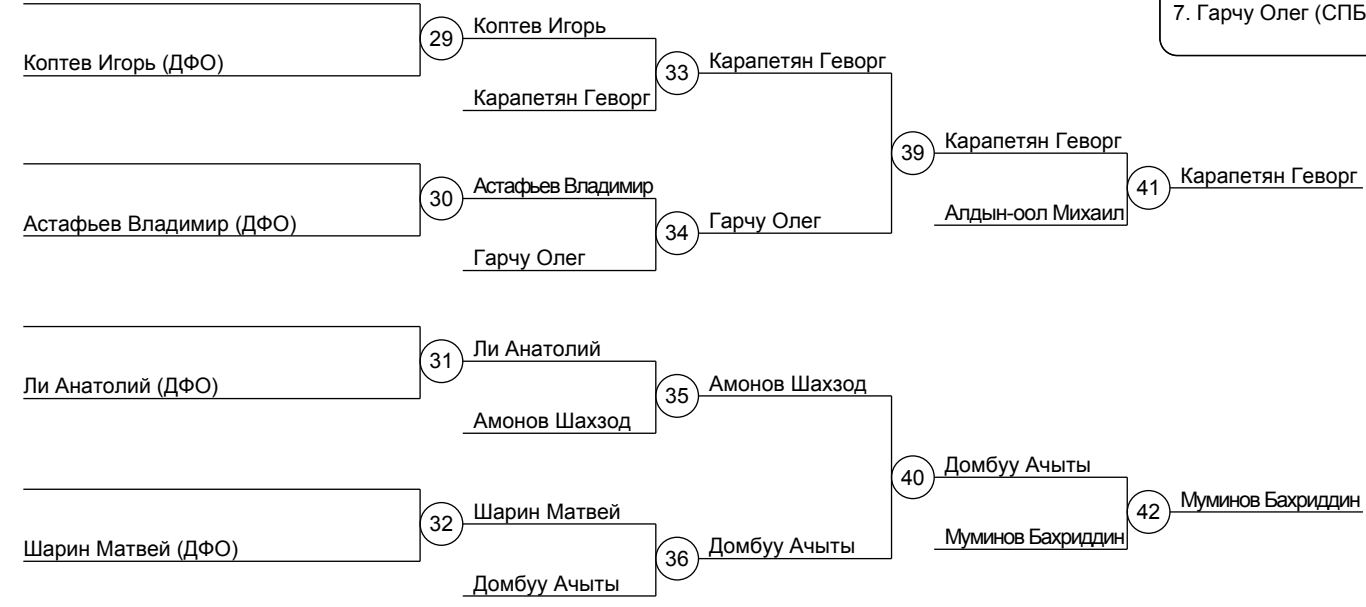 7. Гарчу Олег (СПБ
Коптев Игорь (ДФО)
29
Коптев Игорь
Карапетян Геворг
33
Карапетян Геворг
Астафьев Владимир (ДФО)
30
Астафьев Владимир
Гарчу Олег
34
Гарчу Олег
39
Карапетян Геворг
Алдын-оол Михаил
41
Карапетян Геворг
Ли Анатолий (ДФО)
31
Ли Анатолий
Амонов Шахзод
35
Амонов Шахзод
Шарин Матвей (ДФО)
32
Шарин Матвей
Домбуу Ачыты
36
Домбуу Ачыты
40
Домбуу Ачыты
Муминов Бахриддин
42
Муминов Бахриддин